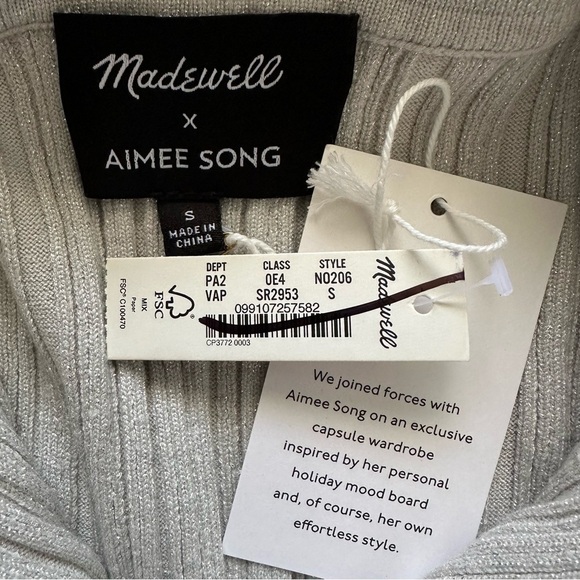 Madewell
X
AIMEE SONG
S
MADE IN
CHINA
DEPT CLASS STYLE
PA2 0E4 NO206
VAP SR2953 S
099107257582
CP3772 0003
FSC
MIX
Paper
FSC® C100470
Madewell
We joined forces with
Aimee Song on an exclusive
capsule wardrobe
inspired by her personal
holiday mood board
and, of course, her own
effortless style.